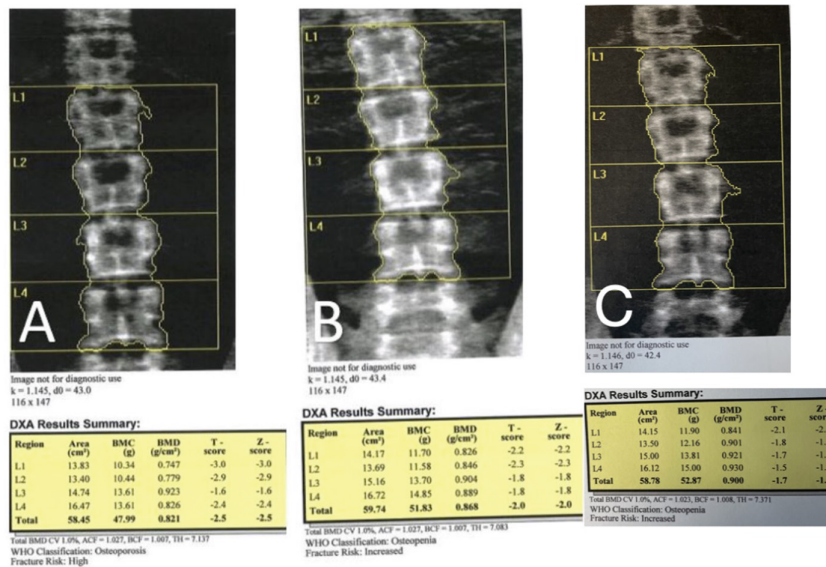 L1
L2
L3
L4
A
Image not for diagnostic use
k = 1.145, d0 = 43.0
116 x 147
DXA Results Summary:
Region Area (cm²) BMC (g) BMD (g/cm²) T - score Z - score
L1 13.83 10.34 0.747 -3.0 -3.0
L2 13.40 10.44 0.779 -2.9 -2.9
L3 14.74 13.61 0.923 -1.6 -1.6
L4 16.47 13.61 0.826 -2.4 -2.4
Total 58.45 47.99 0.821 -2.5 -2.5
Total BMD CV 1.0%, ACF = 1.027, BCF = 1.007, TH = 7.137
WHO Classification: Osteoporosis
Fracture Risk: High
L1
L2
L3
L4
B
Image not for diagnostic use
k = 1.145, d0 = 43.4
116 x 147
DXA Results Summary:
Region Area (cm²) BMC (g) BMD (g/cm²) T - score Z - score
L1 14.17 11.70 0.826 -2.2 -2.2
L2 13.69 11.58 0.846 -2.3 -2.3
L3 15.16 13.70 0.904 -1.8 -1.8
L4 16.72 14.85 0.889 -1.8 -1.8
Total 59.74 51.83 0.868 -2.0 -2.0
Total BMD CV 1.0%, ACF = 1.027, BCF = 1.007, TH = 7.083
WHO Classification: Osteopenia
Fracture Risk: Increased
L1
L2
L3
L4
C
Image not for diagnostic use
k = 1.146, d0 = 42.4
116 x 147
DXA Results Summary:
Region Area (cm²) BMC (g) BMD (g/cm²) T - score
L1 14.15 11.90 0.841 -2.1
L2 13.50 12.16 0.901 -1.8
L3 15.00 13.81 0.921 -1.7
L4 16.12 15.00 0.930 -1.5
Total 58.78 52.87 0.900 -1.7
Total BMD CV 1.0%, ACF = 1.023, BCF = 1.008, TH = 7.371
WHO Classification: Osteopenia
Fracture Risk: Increased